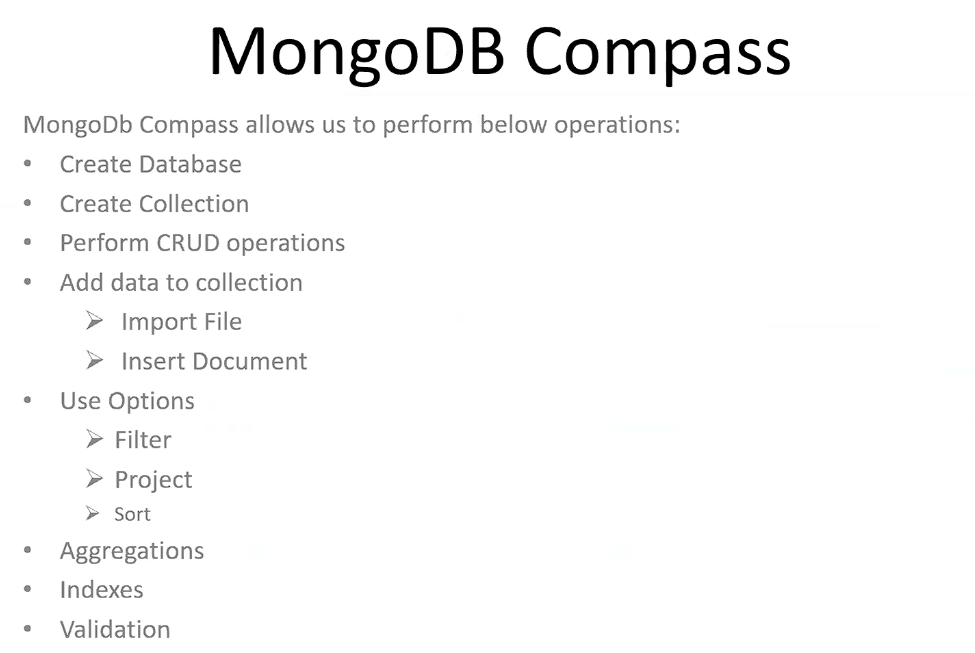 MongoDB Compass
MongoDb Compass allows us to perform below operations:
• Create Database
• Create Collection
• Perform CRUD operations
• Add data to collection
➢ Import File
➢ Insert Document
• Use Options
➢ Filter
➢ Project
➢ Sort
• Aggregations
• Indexes
• Validation